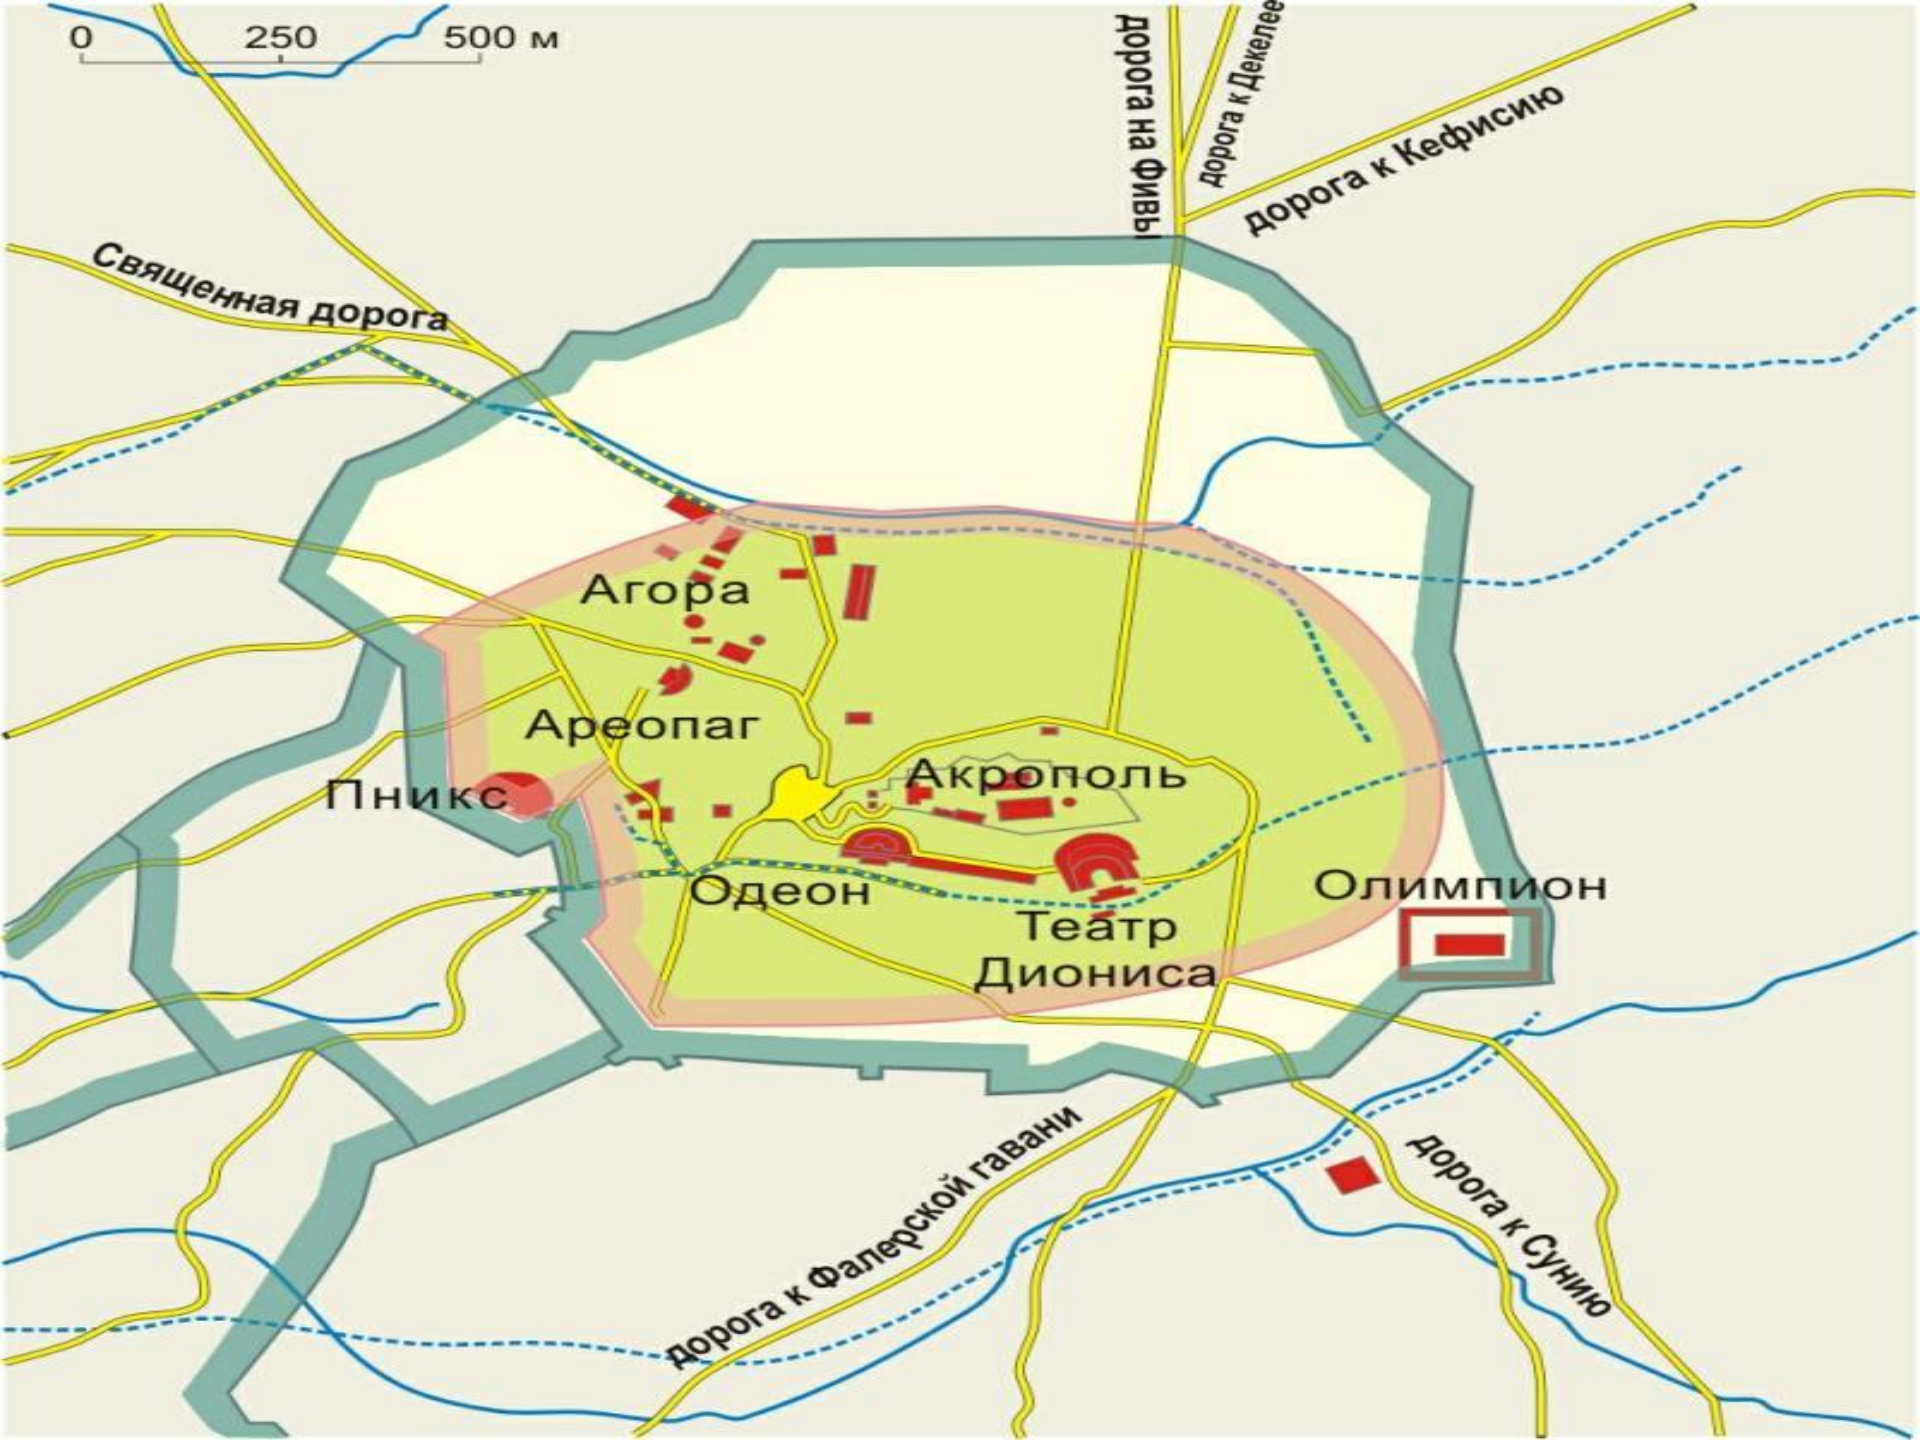 0 250 500 м
дорога на Фивы
дорога к Декелее
дорога к Кефисию
Священная дорога
Агора
Ареопаг
Пникс
Акрополь
Одеон
Олимпион
Театр
Диониса
дорога к Фалерской гавани
дорога к Сунию